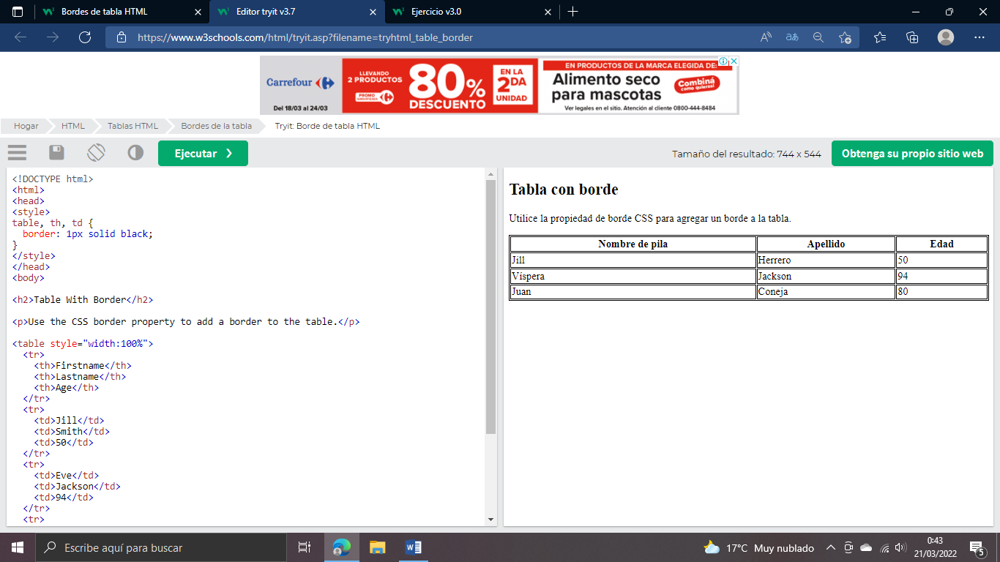 Bordes de tabla HTML
Editor tryit v3.7
Ejercicio v3.0
https://www.w3schools.com/html/tryit.asp?filename=tryhtml_table_border
Carrefour
Del 18/03 al 24/03
LLEVANDO
2 PRODUCTOS
PROMO
80%
DESCUENTO
EN LA
2DA
UNIDAD
EN PRODUCTOS DE LA MARCA ELEGIDA DE:
Alimento seco
para mascotas
Combiná
como quieras!
Ver legales en el sitio. Atención al cliente 0800-444-8484
Hogar HTML Tablas HTML Bordes de la tabla Tryit: Borde de tabla HTML
Ejecutar ❯ Tamaño del resultado: 744 x 544 Obtenga su propio sitio web
<!DOCTYPE html>
<html>
<head>
<style>
table, th, td {
  border: 1px solid black;
}
</style>
</head>
<body>
<h2>Table With Border</h2>
<p>Use the CSS border property to add a border to the table.</p>
<table style="width:100%">
  <tr>
    <th>Firstname</th>
    <th>Lastname</th>
    <th>Age</th>
  </tr>
  <tr>
    <td>Jill</td>
    <td>Smith</td>
    <td>50</td>
  </tr>
  <tr>
    <td>Eve</td>
    <td>Jackson</td>
    <td>94</td>
  </tr>
  <tr>
Tabla con borde
Utilice la propiedad de borde CSS para agregar un borde a la tabla.
Nombre de pila Apellido Edad
Jill Herrero 50
Víspera Jackson 94
Juan Coneja 80
Escribe aquí para buscar
17°C Muy nublado
0:43
21/03/2022
5